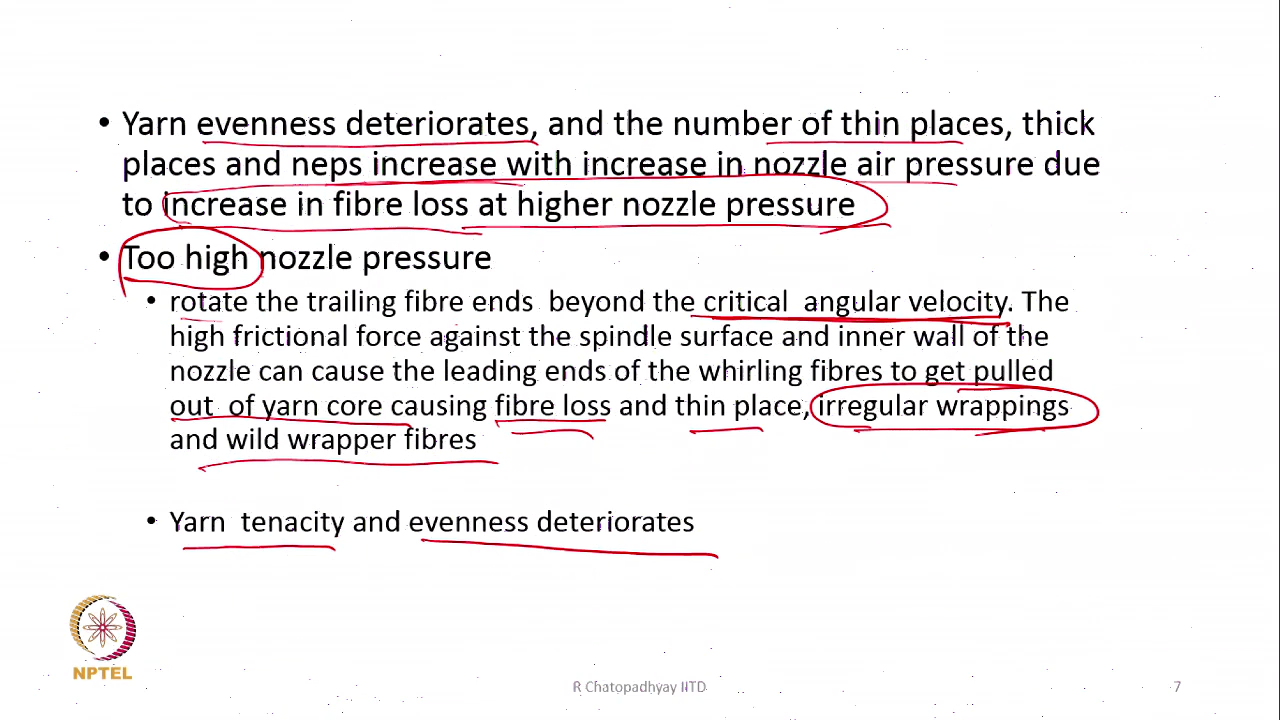 • Yarn evenness deteriorates, and the number of thin places, thick
places and neps increase with increase in nozzle air pressure due
to increase in fibre loss at higher nozzle pressure
• Too high nozzle pressure
• rotate the trailing fibre ends beyond the critical angular velocity. The
high frictional force against the spindle surface and inner wall of the
nozzle can cause the leading ends of the whirling fibres to get pulled
out of yarn core causing fibre loss and thin place, irregular wrappings
and wild wrapper fibres
• Yarn tenacity and evenness deteriorates
NPTEL
R Chatopadhyay IITD
7